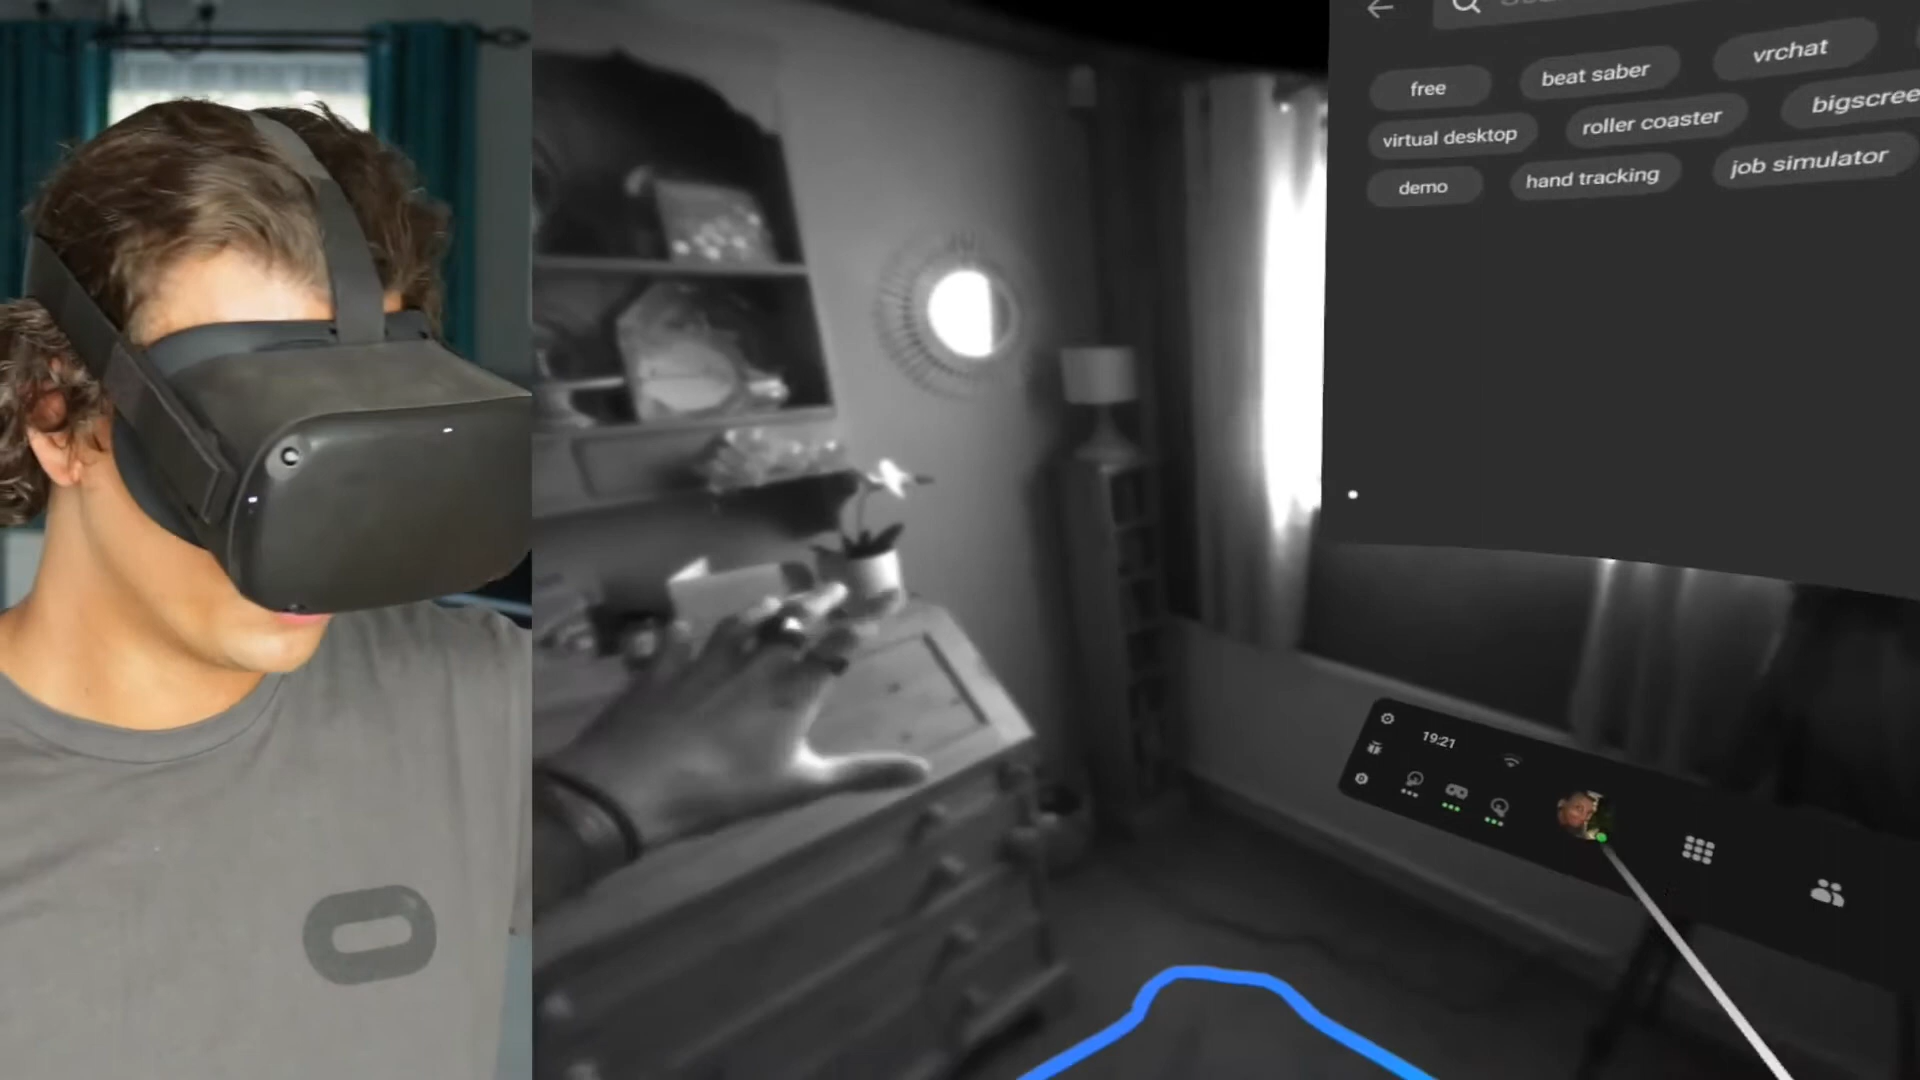 free
beat saber
vrchat
virtual desktop
roller coaster
demo
hand tracking
job simulator
19:21